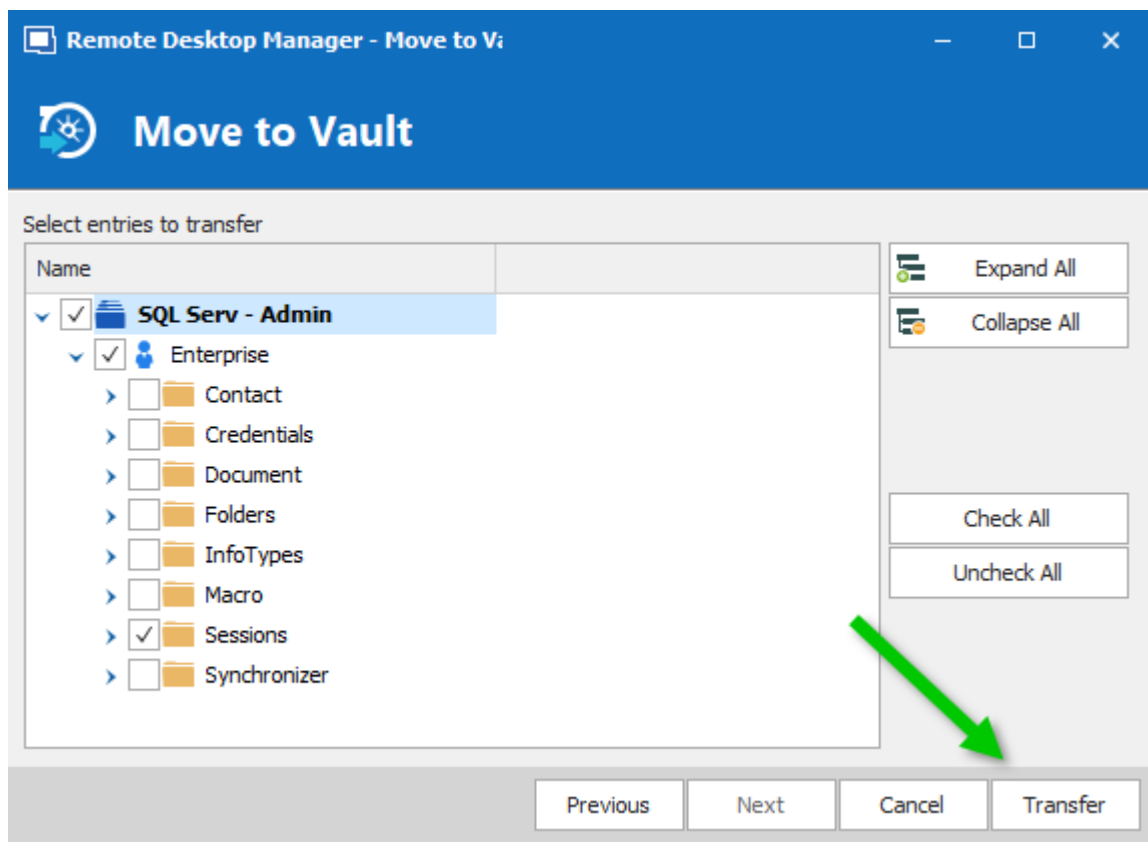 Remote Desktop Manager - Move to Va
Move to Vault
Select entries to transfer
Name
Expand All
SQL Serv - Admin
Collapse All
Enterprise
Contact
Credentials
Document
Folders
Check All
InfoTypes
Uncheck All
Macro
Sessions
Synchronizer
Previous Next Cancel Transfer